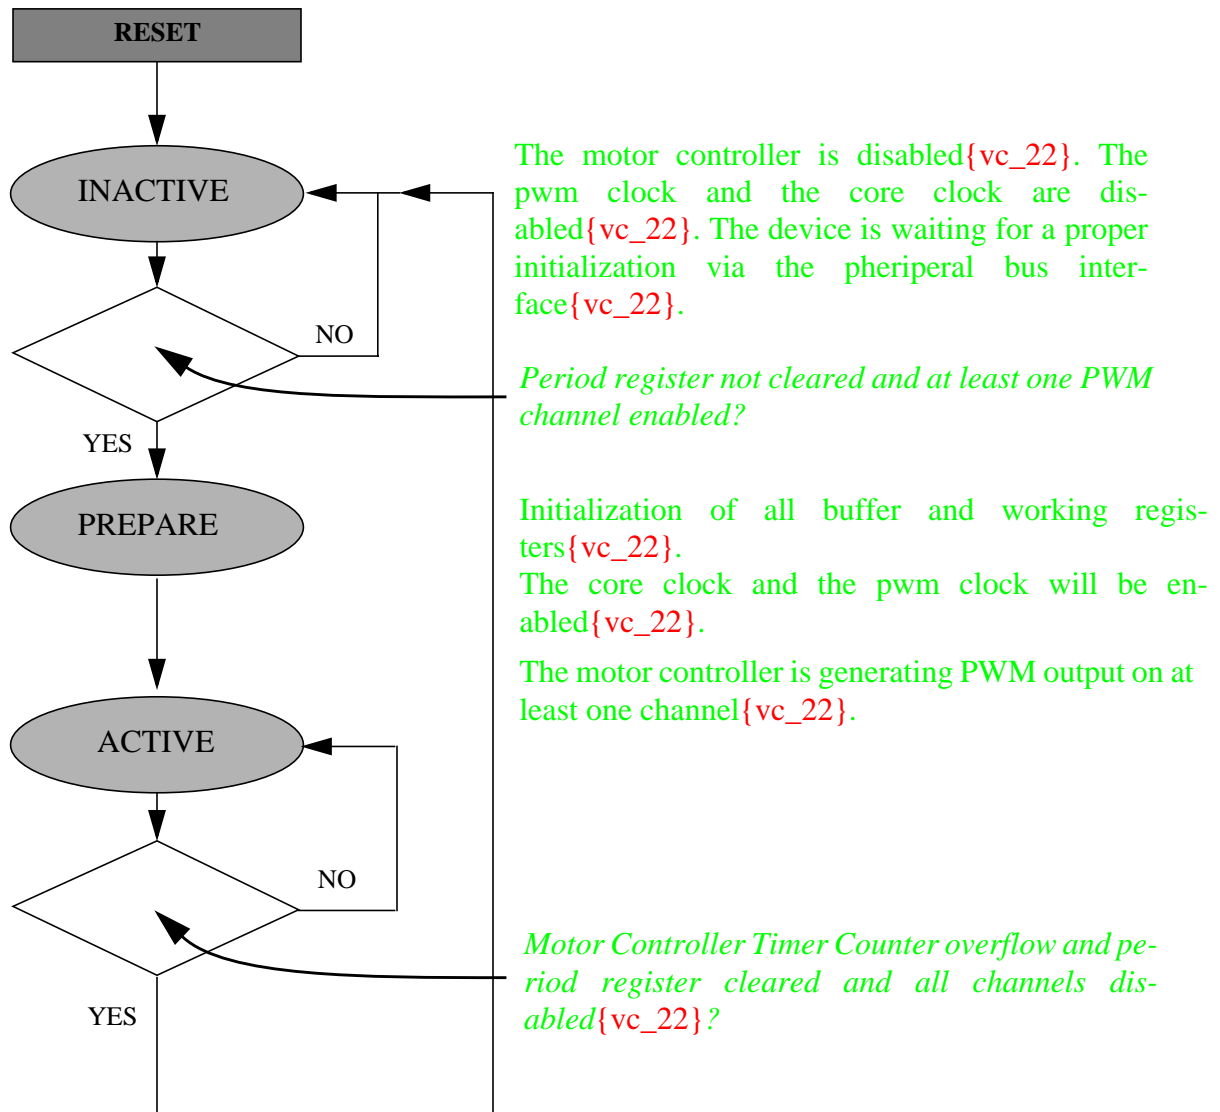 RESET
INACTIVE
The motor controller is disabled{vc_22}. The
pwm clock and the core clock are dis-
abled{vc_22}. The device is waiting for a proper
initialization via the pheriperal bus inter-
face{vc_22}.
NO
Period register not cleared and at least one PWM
channel enabled?
YES
PREPARE
Initialization of all buffer and working regis-
ters{vc_22}.
The core clock and the pwm clock will be en-
abled{vc_22}.
The motor controller is generating PWM output on at
least one channel{vc_22}.
ACTIVE
NO
Motor Controller Timer Counter overflow and pe-
riod register cleared and all channels dis-
abled{vc_22}?
YES